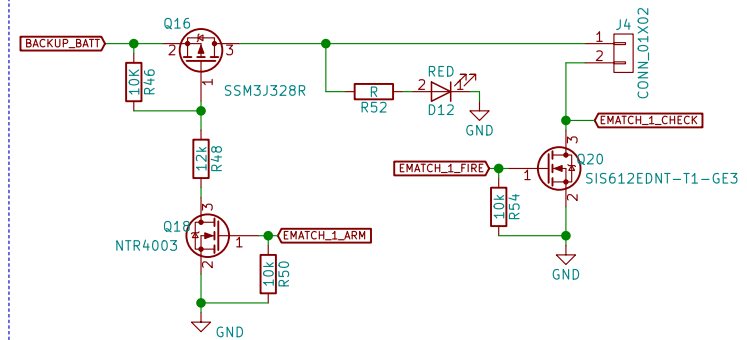 Q16
J4
BACKUP_BATT
2
3
1
2
CONN_01X02
10K
R46
1
SSM3J328R
RED
R
R52
2
1
D12
GND
EMATCH_1_CHECK
12k
R48
3
Q20
EMATCH_1_FIRE
1
SIS612EDNT-T1-GE3
2
10k
R54
3
Q18
NTR4003
1
EMATCH_1_ARM
2
10k
R50
GND
GND